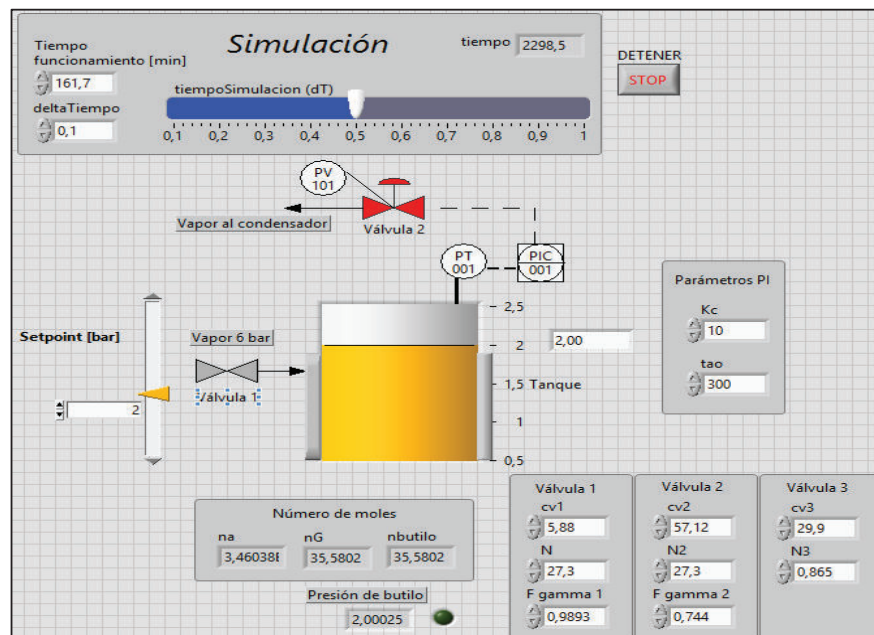 Simulación
tiempo 2298,5
Tiempo
funcionamiento [min]
161,7
deltaTiempo
0,1
tiempoSimulacion (dT)
0,1 0,2 0,3 0,4 0,5 0,6 0,7 0,8 0,9 1
DETENER
STOP
PV
101
Vapor al condensador
Válvula 2
PT
001
PIC
001
Setpoint [bar]
2
Vapor 6 bar
Válvula 1
2,5
2
1,5
1
0,5
Tanque
2,00
Parámetros PI
Kc
10
tao
300
Número de moles
na nG nbutilo
3,46038E 35,5802 35,5802
Presión de butilo
2,00025
Válvula 1
cv1
5,88
N
27,3
F gamma 1
0,9893
Válvula 2
cv2
57,12
N2
27,3
F gamma 2
0,744
Válvula 3
cv3
29,9
N3
0,865